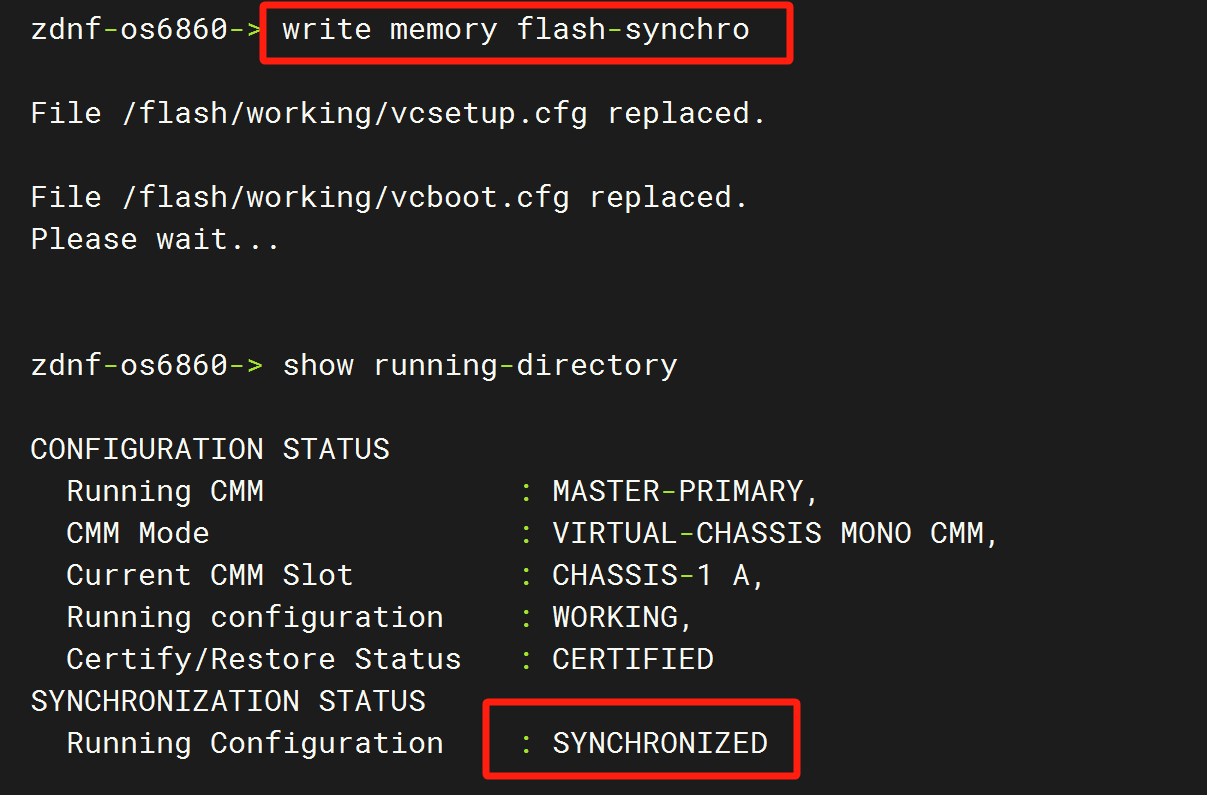 zdnf-os6860-> write memory flash-synchro
File /flash/working/vcsetup.cfg replaced.
File /flash/working/vcboot.cfg replaced.
Please wait...
zdnf-os6860-> show running-directory
CONFIGURATION STATUS
Running CMM : MASTER-PRIMARY,
CMM Mode : VIRTUAL-CHASSIS MONO CMM,
Current CMM Slot : CHASSIS-1 A,
Running configuration : WORKING,
Certify/Restore Status : CERTIFIED
SYNCHRONIZATION STATUS
Running Configuration : SYNCHRONIZED